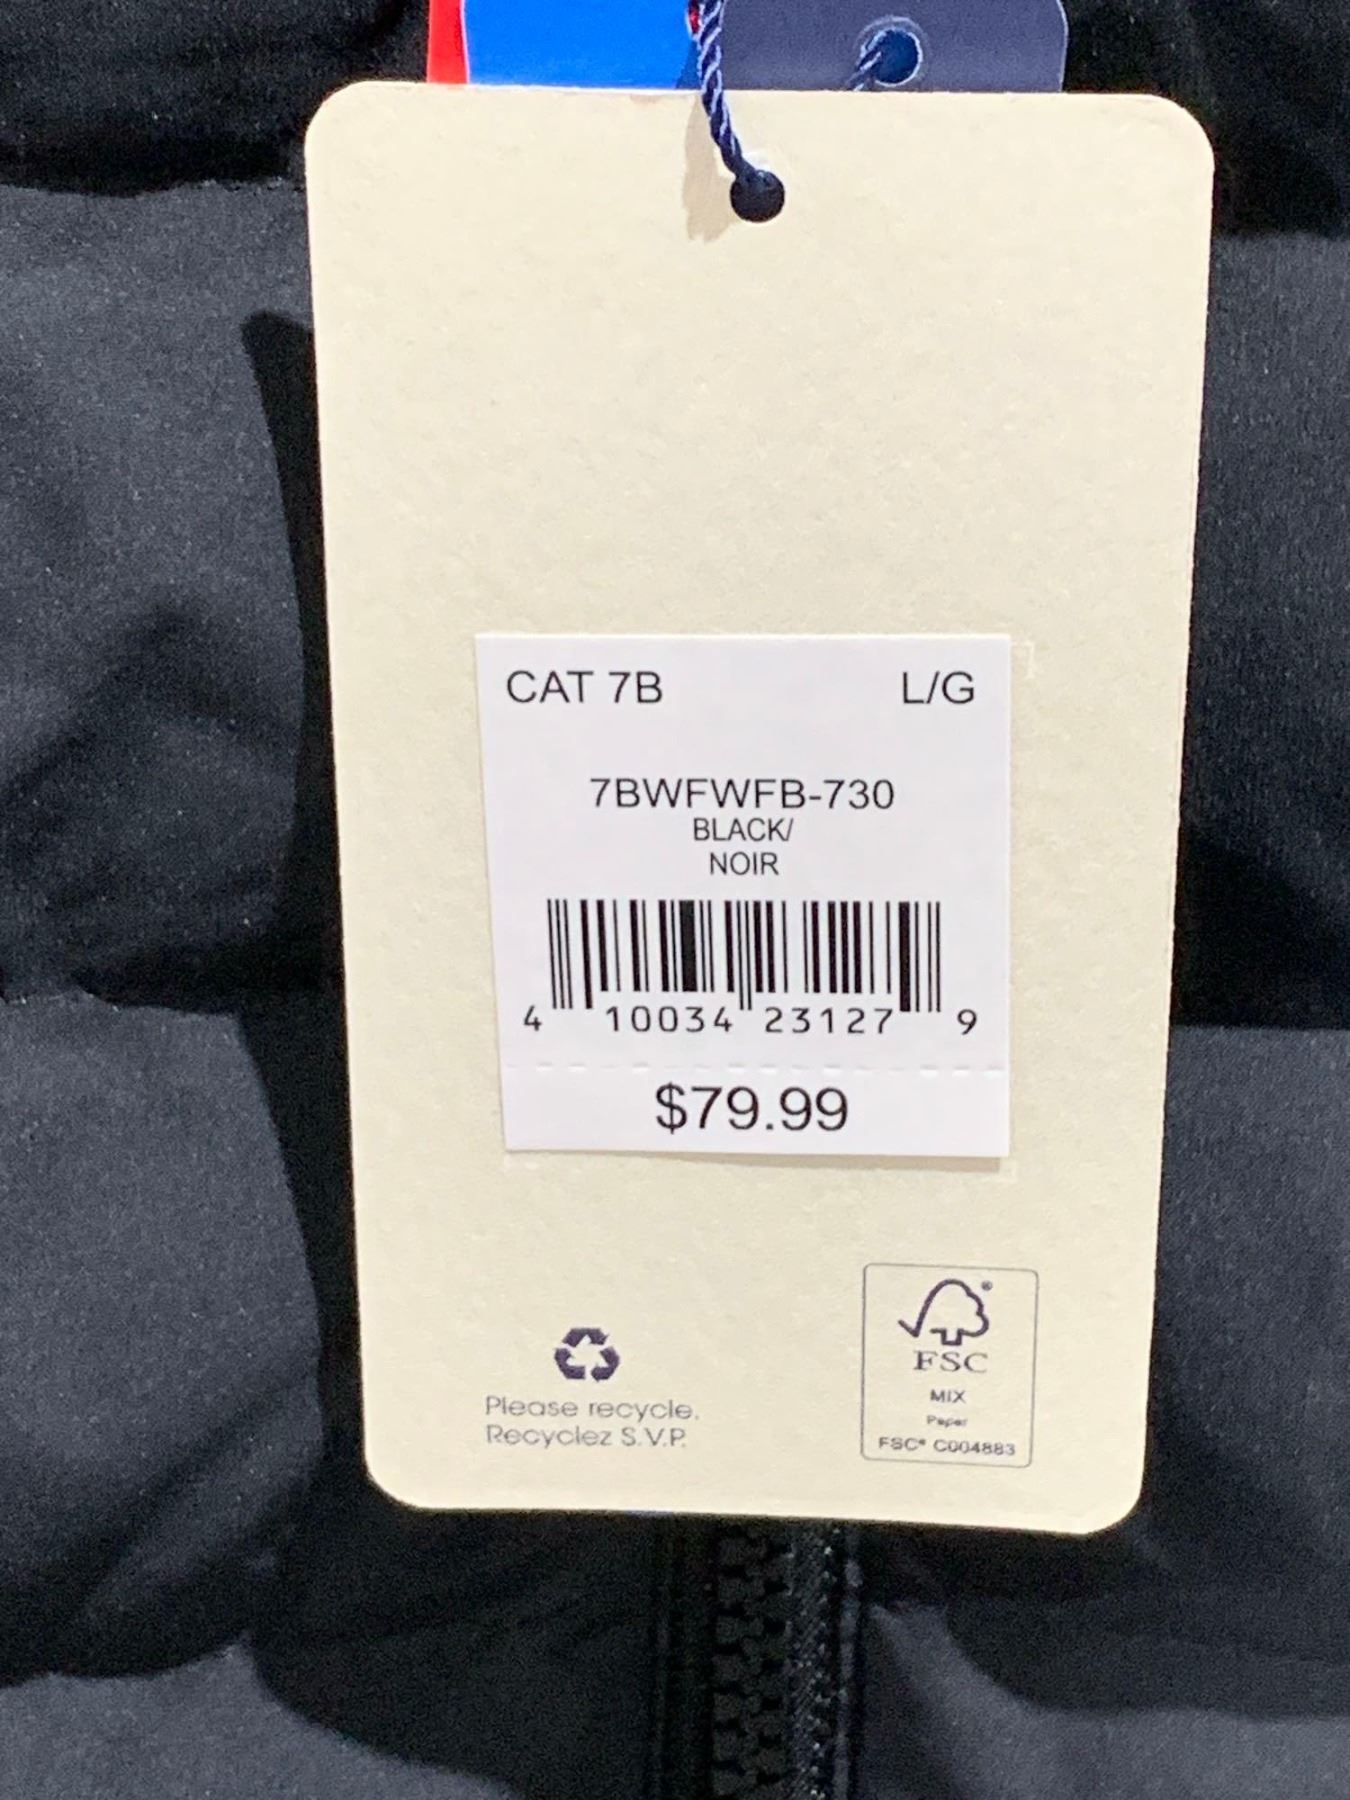 CAT 7B L/G
7BWFWFB-730
BLACK/
NOIR
4 10034 23127 9
$79.99
Please recycle.
Recyclez S.V.P.
FSC®
MIX
Paper
FSC® C004883